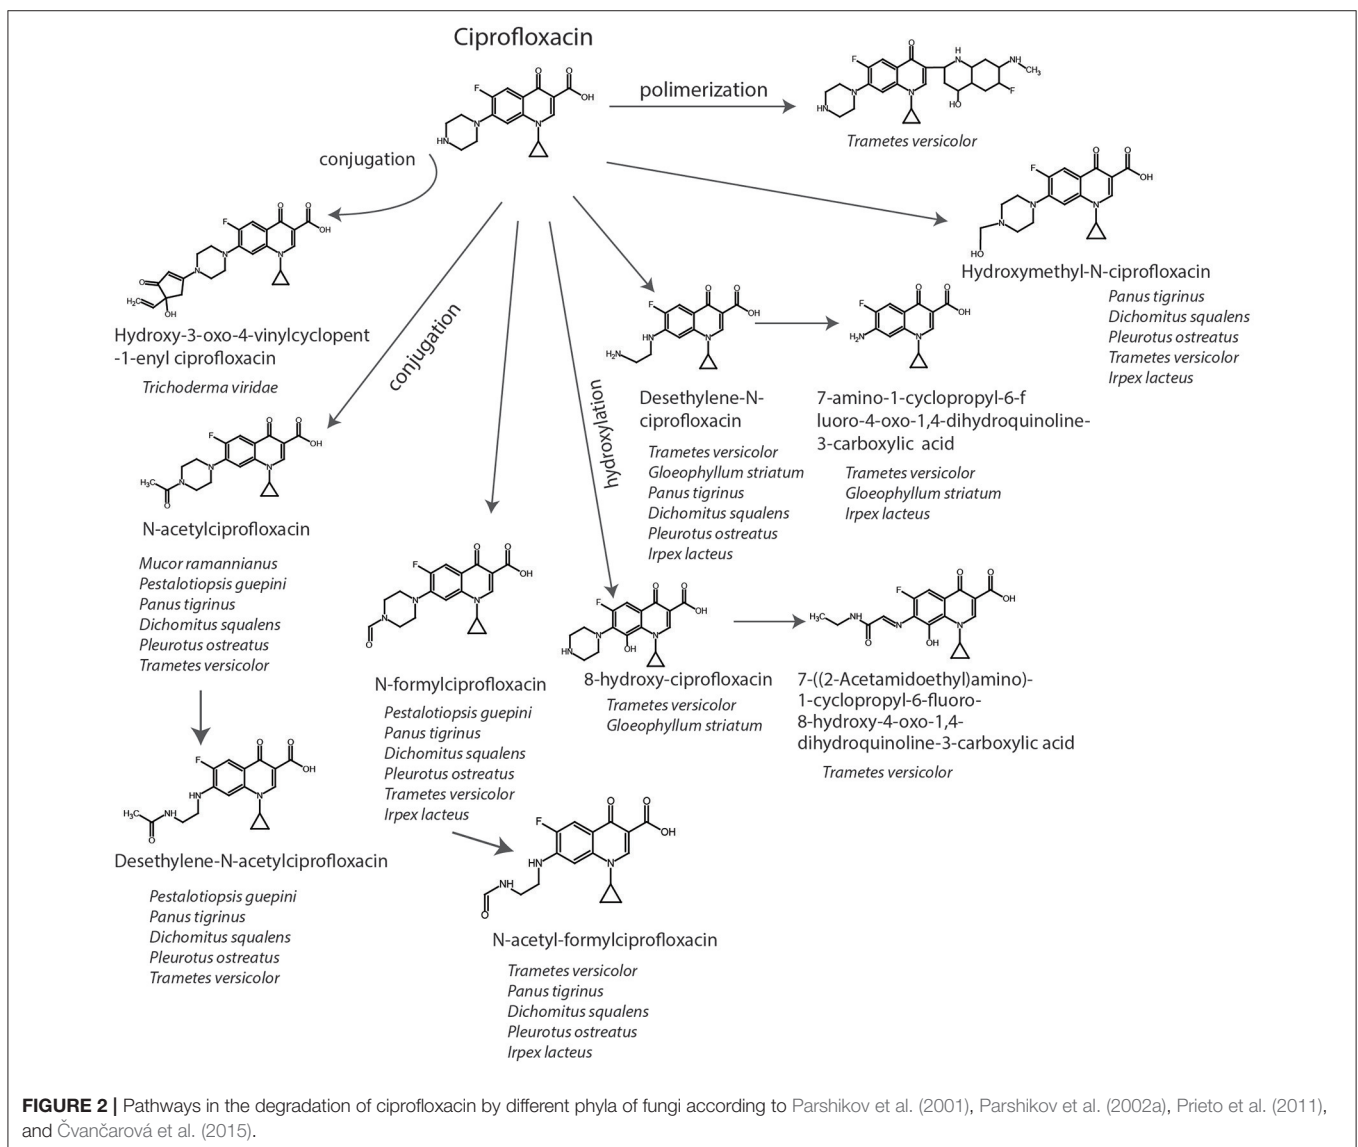 Ciprofloxacin
polimerization
Trametes versicolor
conjugation
Hydroxy-3-oxo-4-vinylcyclopent
-1-enyl ciprofloxacin
Trichoderma viridae
Hydroxymethyl-N-ciprofloxacin
Panus tigrinus
Dichomitus squalens
Pleurotus ostreatus
Trametes versicolor
Irpex lacteus
conjugation
hydroxylation
Desethylene-N-
ciprofloxacin
Trametes versicolor
Gloeophyllum striatum
Panus tigrinus
Dichomitus squalens
Pleurotus ostreatus
Irpex lacteus
7-amino-1-cyclopropyl-6-f
luoro-4-oxo-1,4-dihydroquinoline-
3-carboxylic acid
Trametes versicolor
Gloeophyllum striatum
Irpex lacteus
N-acetylciprofloxacin
Mucor ramannianus
Pestalotiopsis guepini
Panus tigrinus
Dichomitus squalens
Pleurotus ostreatus
Trametes versicolor
N-formylciprofloxacin
Pestalotiopsis guepini
Panus tigrinus
Dichomitus squalens
Pleurotus ostreatus
Trametes versicolor
Irpex lacteus
8-hydroxy-ciprofloxacin
Trametes versicolor
Gloeophyllum striatum
7-((2-Acetamidoethyl)amino)-
1-cyclopropyl-6-fluoro-
8-hydroxy-4-oxo-1,4-
dihydroquinoline-3-carboxylic acid
Trametes versicolor
Desethylene-N-acetylciprofloxacin
Pestalotiopsis guepini
Panus tigrinus
Dichomitus squalens
Pleurotus ostreatus
Trametes versicolor
N-acetyl-formylciprofloxacin
Trametes versicolor
Panus tigrinus
Dichomitus squalens
Pleurotus ostreatus
Irpex lacteus
FIGURE 2 | Pathways in the degradation of ciprofloxacin by different phyla of fungi according to Parshikov et al. (2001), Parshikov et al. (2002a), Prieto et al. (2011),
and Čvančarová et al. (2015).